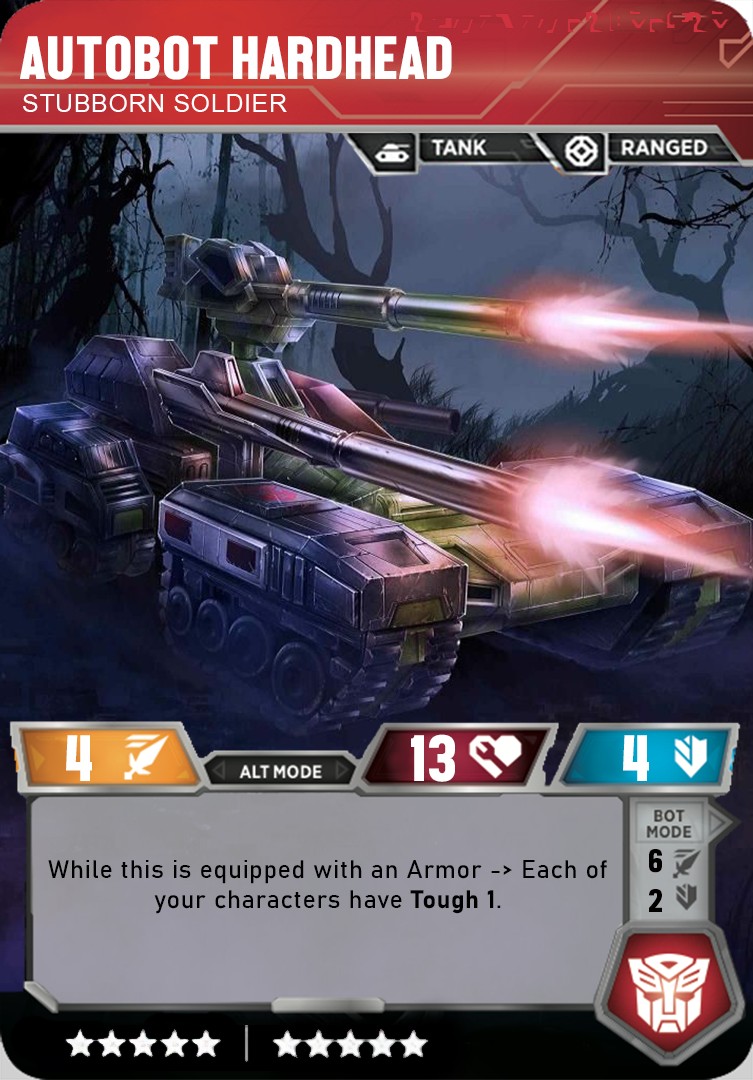 AUTOBOT HARDHEAD
STUBBORN SOLDIER
TANK
RANGED
4
ALT MODE
13
4
While this is equipped with an Armor -> Each of
your characters have Tough 1.
BOT
MODE
6
2